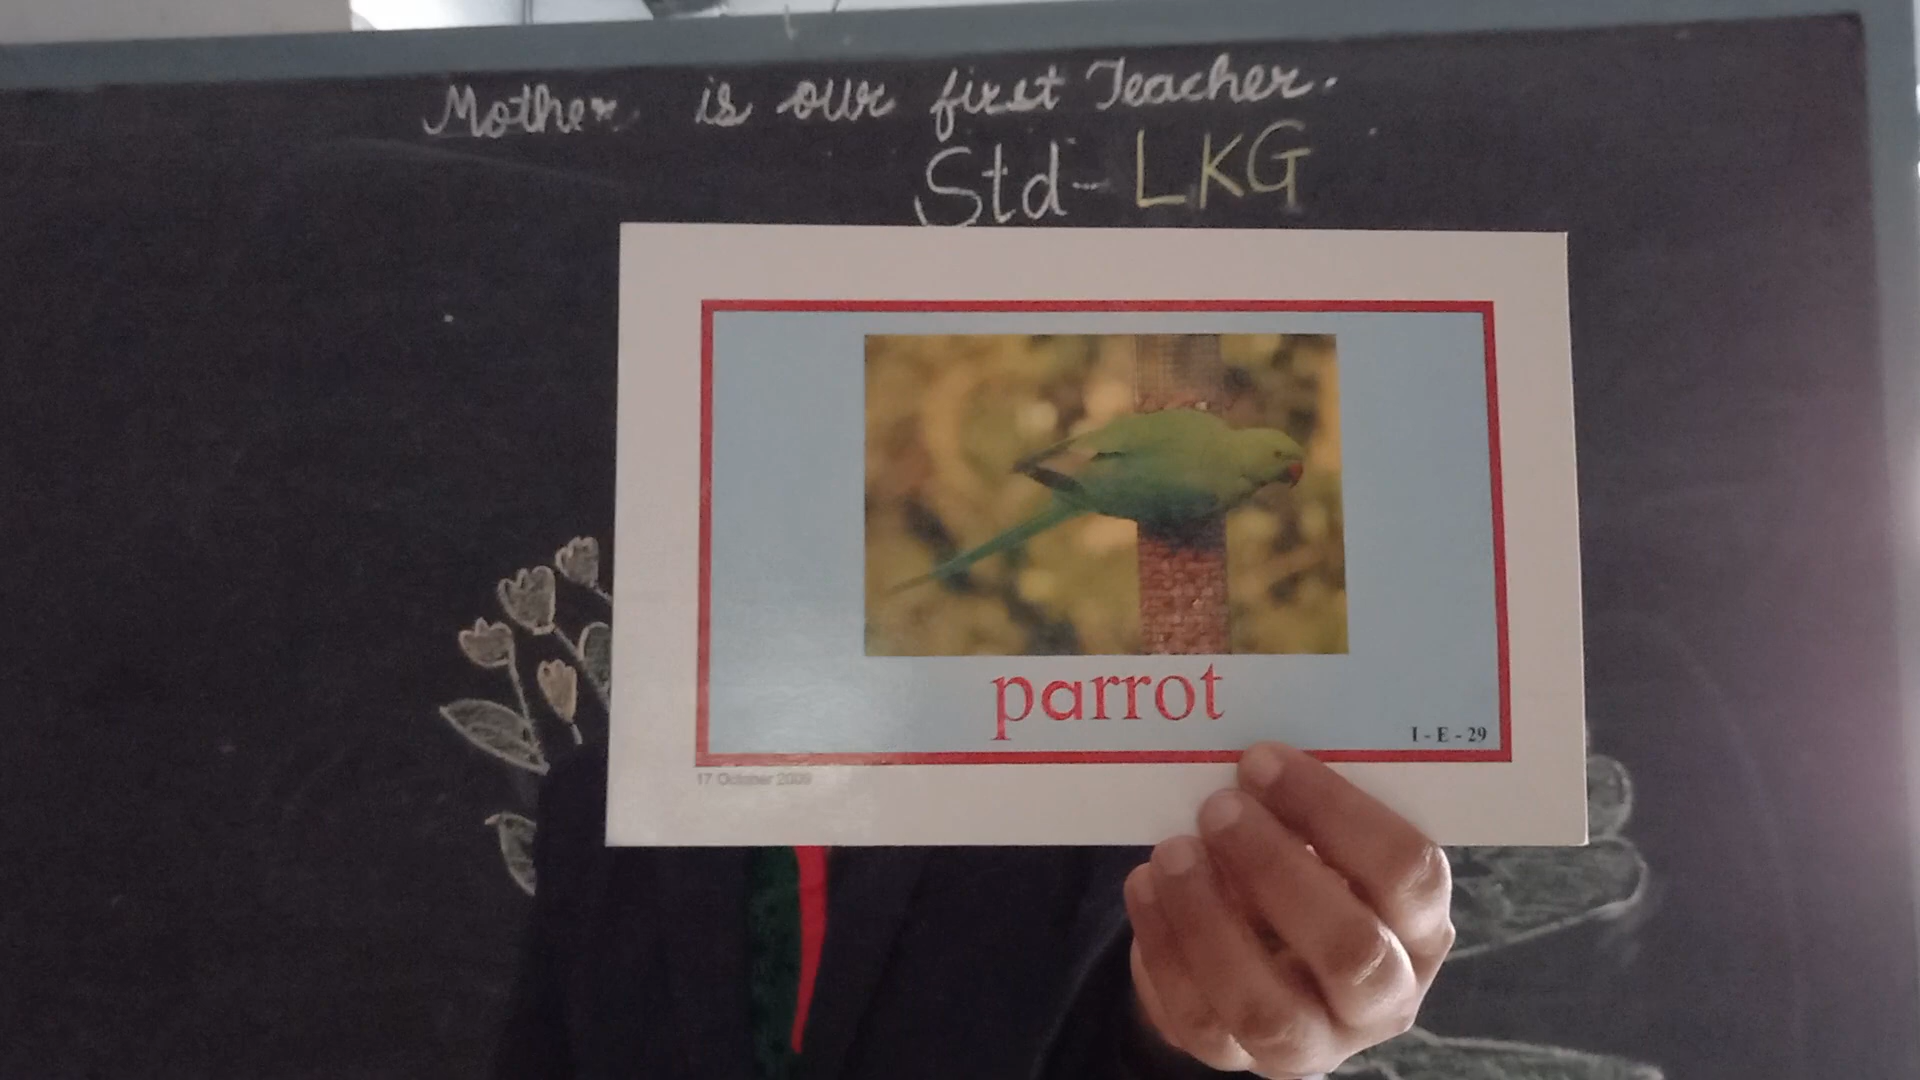 Mother is our first Teacher.
Std- LKG
parrot
I - E - 29
17 October 2009